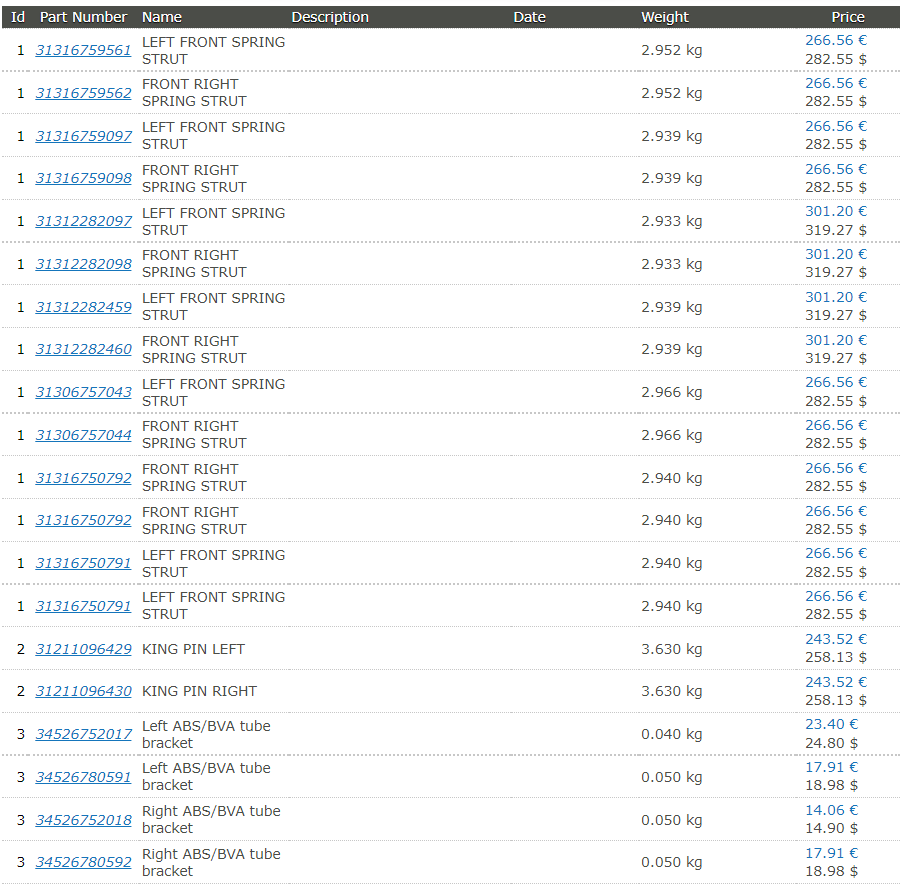 Id Part Number Name Description Date Weight Price
1 31316759561 LEFT FRONT SPRING STRUT 2.952 kg 266.56 € 282.55 $
1 31316759562 FRONT RIGHT SPRING STRUT 2.952 kg 266.56 € 282.55 $
1 31316759097 LEFT FRONT SPRING STRUT 2.939 kg 266.56 € 282.55 $
1 31316759098 FRONT RIGHT SPRING STRUT 2.939 kg 266.56 € 282.55 $
1 31312282097 LEFT FRONT SPRING STRUT 2.933 kg 301.20 € 319.27 $
1 31312282098 FRONT RIGHT SPRING STRUT 2.933 kg 301.20 € 319.27 $
1 31312282459 LEFT FRONT SPRING STRUT 2.939 kg 301.20 € 319.27 $
1 31312282460 FRONT RIGHT SPRING STRUT 2.939 kg 301.20 € 319.27 $
1 31306757043 LEFT FRONT SPRING STRUT 2.966 kg 266.56 € 282.55 $
1 31306757044 FRONT RIGHT SPRING STRUT 2.966 kg 266.56 € 282.55 $
1 31316750792 FRONT RIGHT SPRING STRUT 2.940 kg 266.56 € 282.55 $
1 31316750792 FRONT RIGHT SPRING STRUT 2.940 kg 266.56 € 282.55 $
1 31316750791 LEFT FRONT SPRING STRUT 2.940 kg 266.56 € 282.55 $
1 31316750791 LEFT FRONT SPRING STRUT 2.940 kg 266.56 € 282.55 $
2 31211096429 KING PIN LEFT 3.630 kg 243.52 € 258.13 $
2 31211096430 KING PIN RIGHT 3.630 kg 243.52 € 258.13 $
3 34526752017 Left ABS/BVA tube bracket 0.040 kg 23.40 € 24.80 $
3 34526780591 Left ABS/BVA tube bracket 0.050 kg 17.91 € 18.98 $
3 34526752018 Right ABS/BVA tube bracket 0.050 kg 14.06 € 14.90 $
3 34526780592 Right ABS/BVA tube bracket 0.050 kg 17.91 € 18.98 $